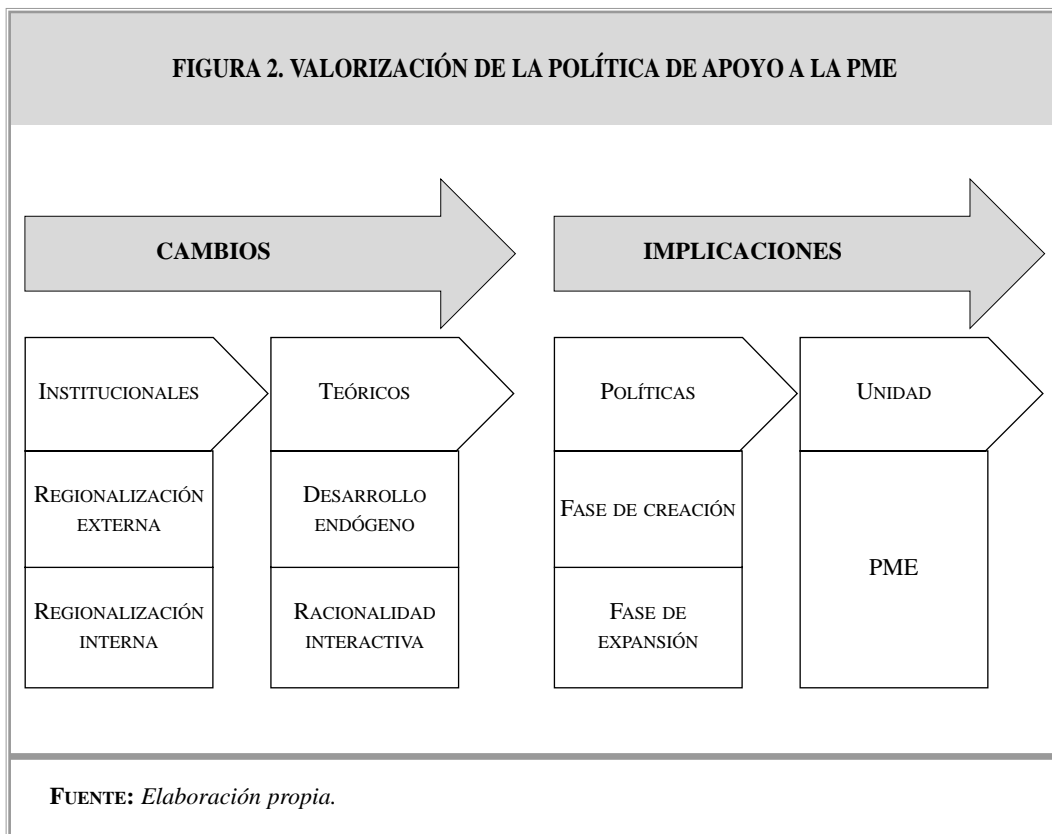 FIGURA 2. VALORIZACIÓN DE LA POLÍTICA DE APOYO A LA PME
CAMBIOS
IMPLICACIONES
INSTITUCIONALES
TEÓRICOS
POLÍTICAS
UNIDAD
REGIONALIZACIÓN
EXTERNA
DESARROLLO
ENDÓGENO
FASE DE CREACIÓN
PME
REGIONALIZACIÓN
INTERNA
RACIONALIDAD
INTERACTIVA
FASE DE
EXPANSIÓN
FUENTE: Elaboración propia.